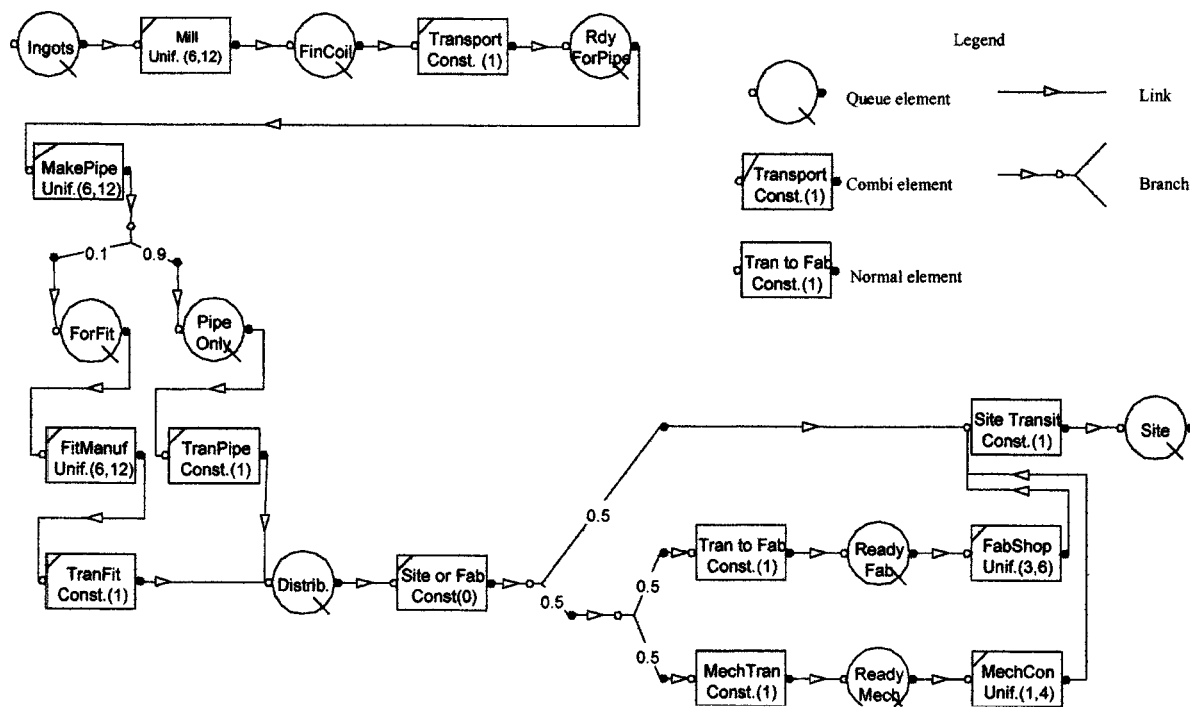 Ingots
Mill
Unif. (6,12)
FinCoil
Transport
Const. (1)
Rdy
ForPipe
Legend
Queue element
Link
Transport
Const.(1)
Combi element
Branch
Tran to Fab
Const.(1)
Normal element
MakePipe
Unif.(6,12)
0.1
0.9
ForFit
Pipe
Only
FitManuf
Unif.(6,12)
TranPipe
Const.(1)
TranFit
Const.(1)
Distrib.
Site or Fab
Const(0)
0.5
0.5
Site Transit
Const.(1)
Site
0.5
Tran to Fab
Const.(1)
Ready
Fab
FabShop
Unif.(3,6)
0.5
MechTran
Const.(1)
Ready
Mech
MechCon
Unif.(1,4)